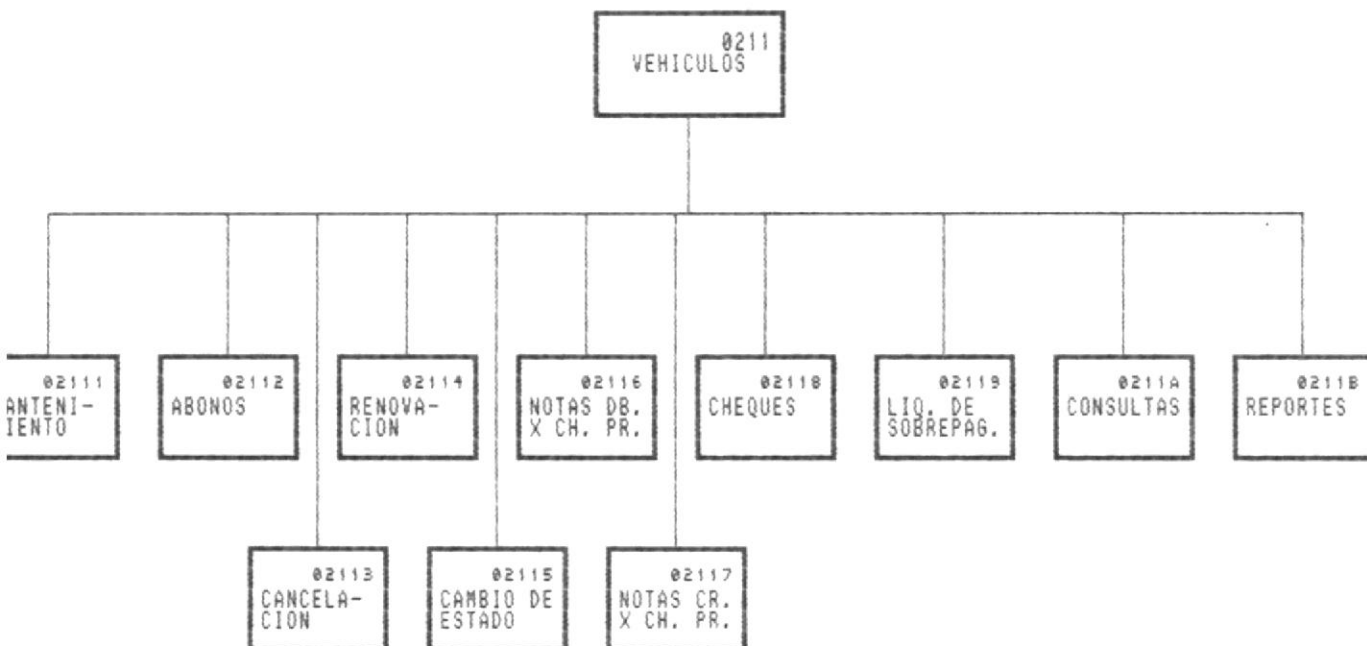 0211
VEHICULOS
02111
ANTENI-
IENTO
02112
ABONOS
02114
RENOVA-
CION
02116
NOTAS DB.
X CH. PR.
02118
CHEQUES
02119
LIQ. DE
SOBREPAG.
0211A
CONSULTAS
0211B
REPORTES
02113
CANCELA-
CION
02115
CAMBIO DE
ESTADO
02117
NOTAS CR.
X CH. PR.